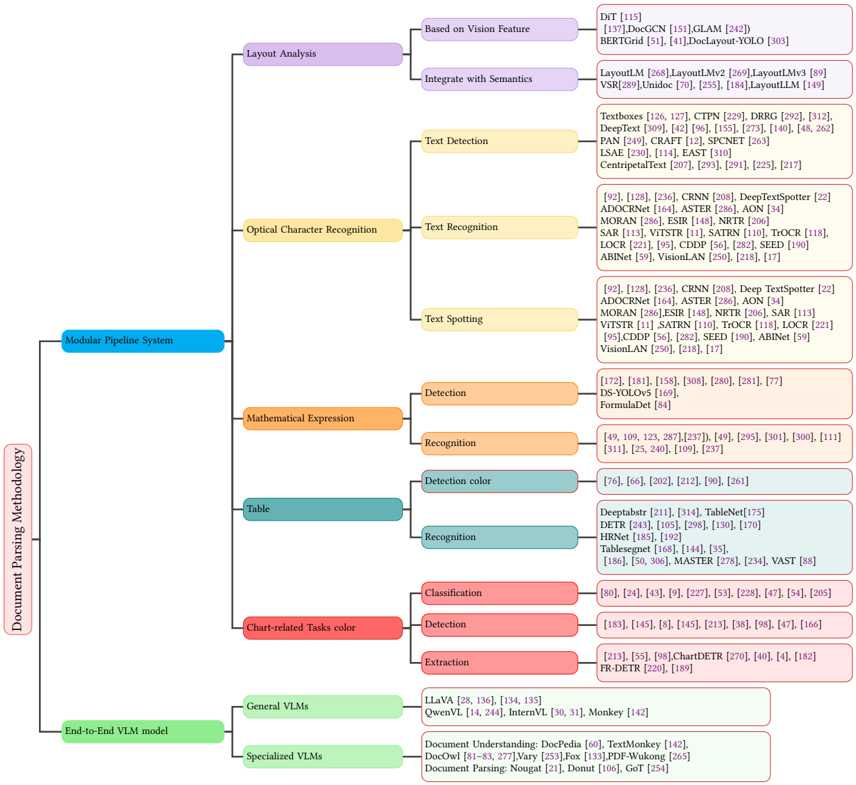 Document Parsing Methodology
Modular Pipeline System
Layout Analysis
Based on Vision Feature
DiT [115]
[137],DocGCN [151],GLAM [242])
BERTGrid [51], [41],DocLayout-YOLO [303]
Integrate with Semantics
LayoutLM [268],LayoutLMv2 [269],LayoutLMv3 [89]
VSR[289],Unidoc [70], [255], [184],LayoutLLM [149]
Optical Character Recognition
Text Detection
Textboxes [126, 127], CTPN [229], DRRG [292], [312],
DeepText [309], [42] [96], [155], [273], [140], [48, 262]
PAN [249], CRAFT [12], SPCNET [263]
LSAE [230], [114], EAST [310]
CentripetalText [207], [293], [291], [225], [217]
Text Recognition
[92], [128], [236], CRNN [208], DeepTextSpotter [22]
ADOCRNet [164], ASTER [286], AON [34]
MORAN [286], ESIR [148], NRTR [206]
SAR [113], ViTSTR [11], SATRN [110], TrOCR [118],
LOCR [221], [95], CDDP [56], [282], SEED [190]
ABINet [59], VisionLAN [250], [218], [17]
Text Spotting
[92], [128], [236], CRNN [208], Deep TextSpotter [22]
ADOCRNet [164], ASTER [286], AON [34]
MORAN [286],ESIR [148], NRTR [206], SAR [113]
ViTSTR [11] ,SATRN [110], TrOCR [118], LOCR [221]
[95],CDDP [56], [282], SEED [190], ABINet [59]
VisionLAN [250], [218], [17]
Mathematical Expression
Detection
[172], [181], [158], [308], [280], [281], [77]
DS-YOLOv5 [169],
FormulaDet [84]
Recognition
[49, 109, 123, 287],[237]), [49], [295], [301], [300], [111]
[311], [25, 240], [109], [237]
Table
Detection color
[76], [66], [202], [212], [90], [261]
Recognition
Deeptabstr [211], [314], TableNet[175]
DETR [243], [105], [298], [130], [170]
HRNet [185], [192]
Tablesegnet [168], [144], [35],
[186], [50, 306], MASTER [278], [234], VAST [88]
Chart-related Tasks color
Classification
[80], [24], [43], [9], [227], [53], [228], [47], [54], [205]
Detection
[183], [145], [8], [145], [213], [38], [98], [47], [166]
Extraction
[213], [55], [98],ChartDETR [270], [40], [4], [182]
FR-DETR [220], [189]
End-to-End VLM model
General VLMs
LLaVA [28, 136], [134, 135]
QwenVL [14, 244], InternVL [30, 31], Monkey [142]
Specialized VLMs
Document Understanding: DocPedia [60], TextMonkey [142],
DocOwl [81–83, 277],Vary [253],Fox [133],PDF-Wukong [265]
Document Parsing: Nougat [21], Donut [106], GoT [254]